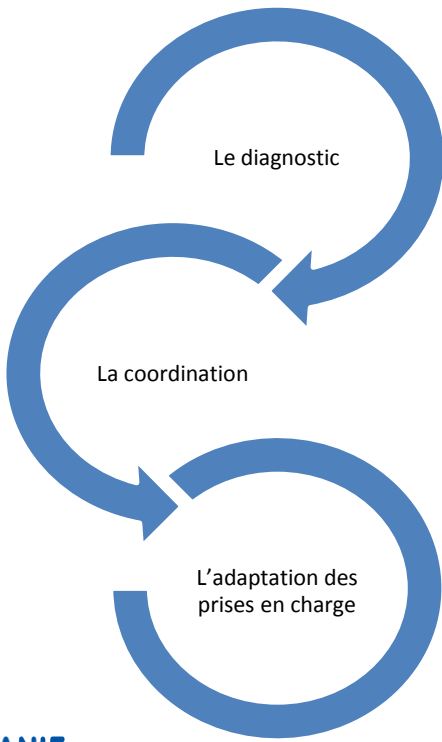 Le diagnostic
La coordination
L’adaptation des
prises en charge